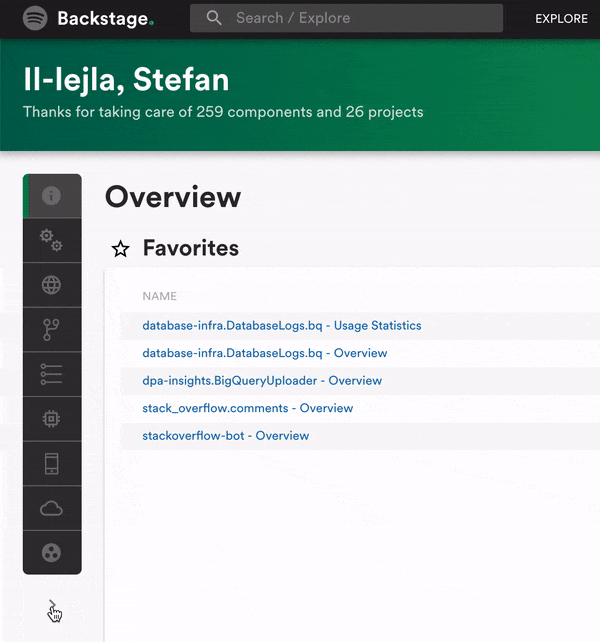 Backstage.
Search / Explore
EXPLORE
Il-lejla, Stefan
Thanks for taking care of 259 components and 26 projects
Overview
Favorites
NAME
database-infra.DatabaseLogs.bq - Usage Statistics
database-infra.DatabaseLogs.bq - Overview
dpa-insights.BigQueryUploader - Overview
stack_overflow.comments - Overview
stackoverflow-bot - Overview